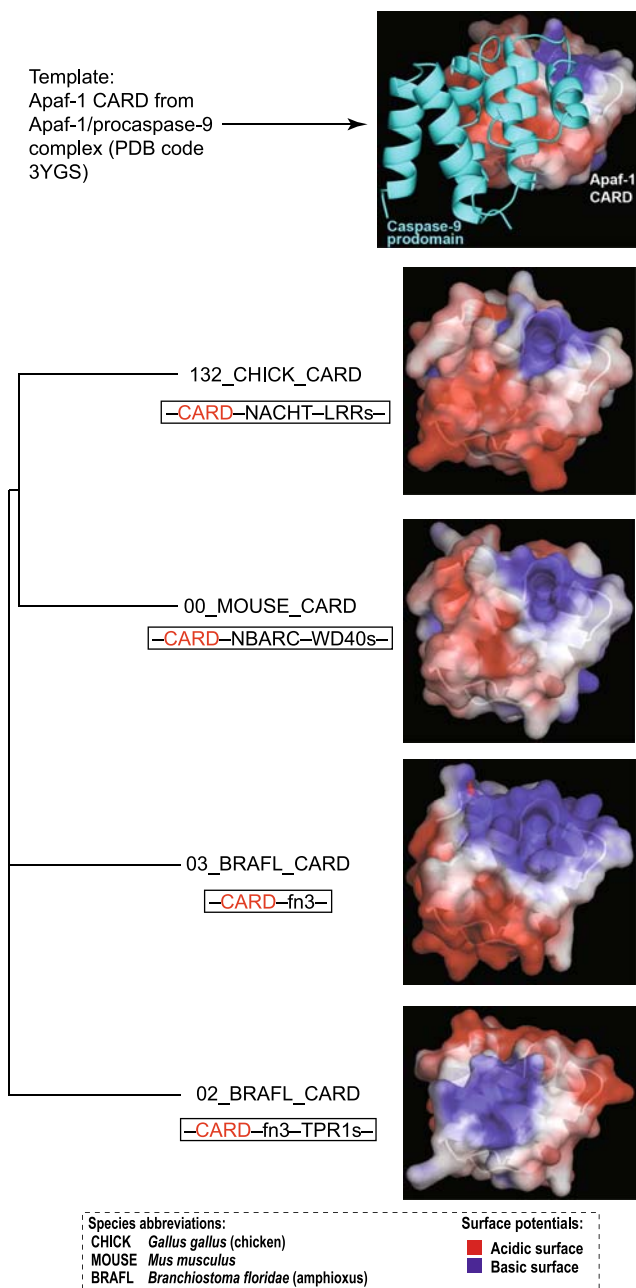 Template:
Apaf-1 CARD from
Apaf-1/procaspase-9
complex (PDB code
3YGS)
Apaf-1
CARD
Caspase-9
prodomain
132_CHICK_CARD
–CARD–NACHT–LRRs–
00_MOUSE_CARD
–CARD–NBARC–WD40s–
03_BRAFL_CARD
–CARD–fn3–
02_BRAFL_CARD
–CARD–fn3–TPR1s–
Species abbreviations:
CHICK Gallus gallus (chicken)
MOUSE Mus musculus
BRAFL Branchiostoma floridae (amphioxus)
Surface potentials:
Acidic surface
Basic surface